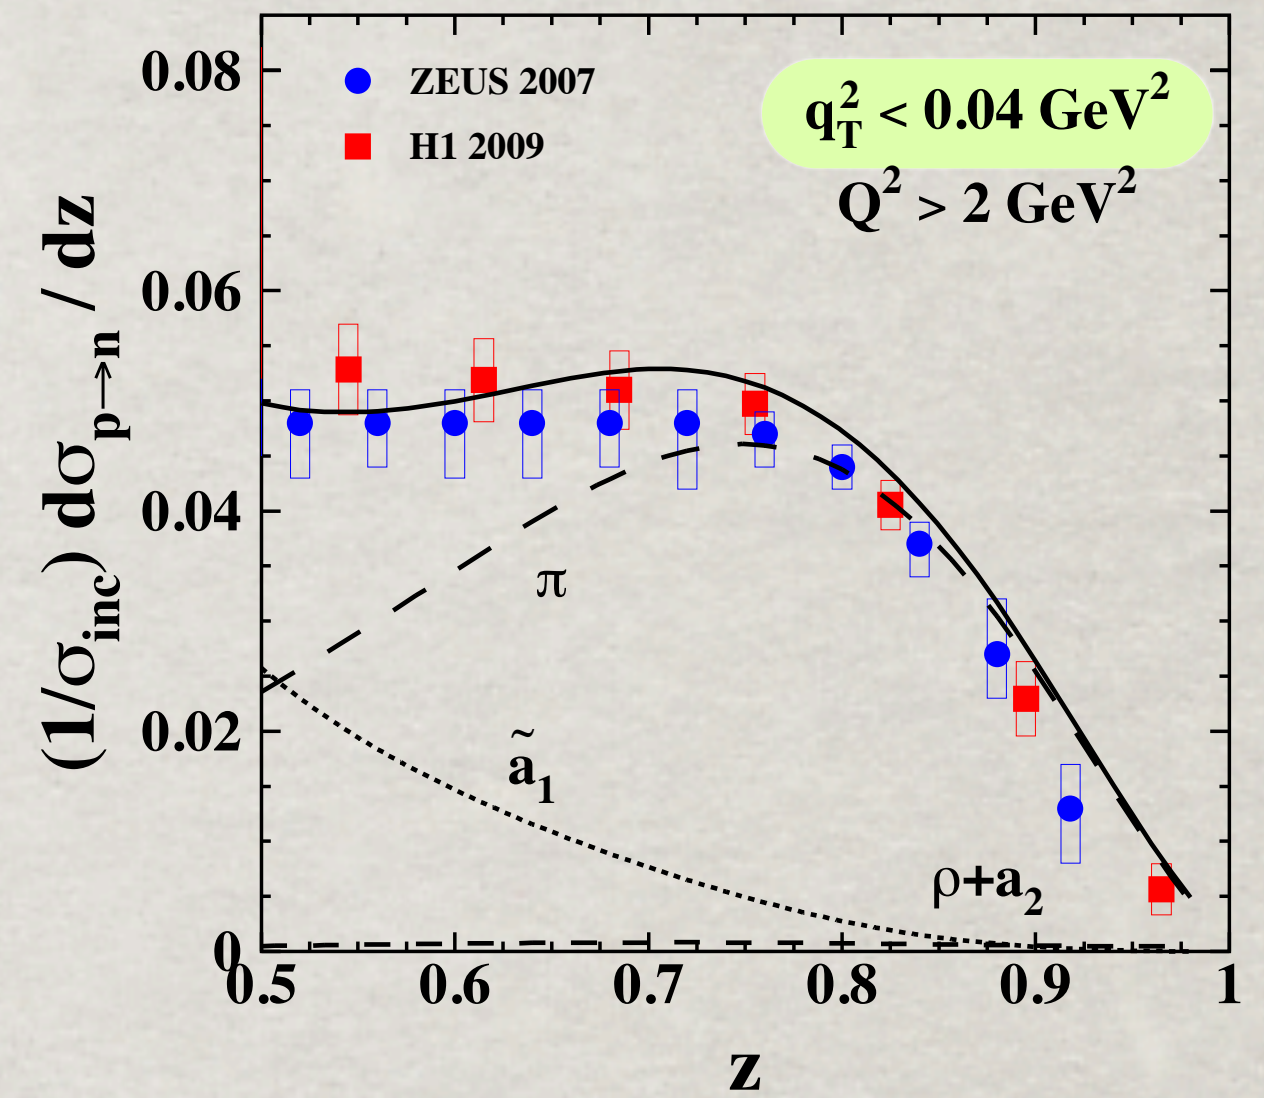 ZEUS 2007
H1 2009
q_T^2 < 0.04 GeV^2
Q^2 > 2 GeV^2
(1/σ_inc) dσ_p→n / dz
0.08
0.06
0.04
0.02
0
π
ã_1
ρ+a_2
0.5 0.6 0.7 0.8 0.9 1
z